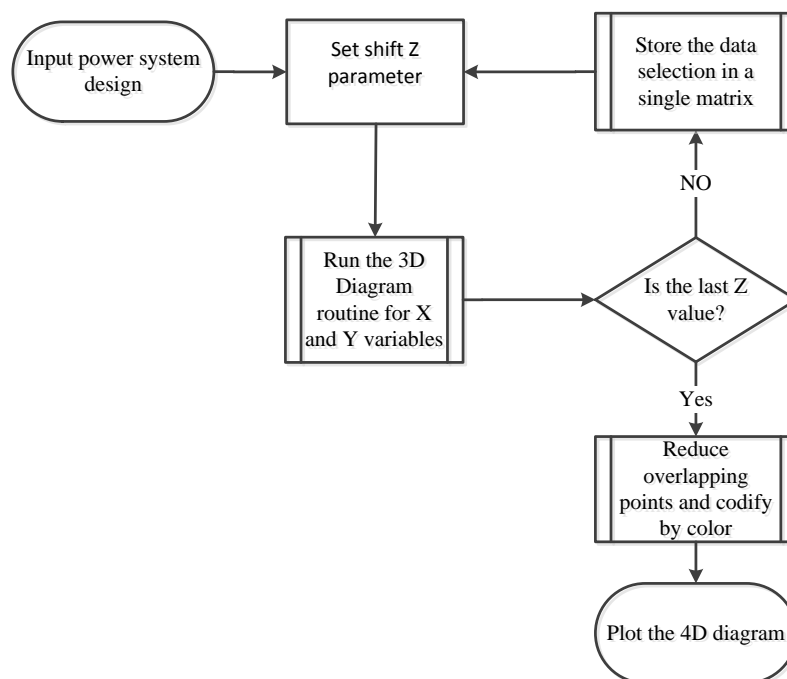 Input power system
design
Set shift Z
parameter
Store the data
selection in a
single matrix
NO
Run the 3D
Diagram
routine for X
and Y variables
Is the last Z
value?
Yes
Reduce
overlapping
points and codify
by color
Plot the 4D diagram